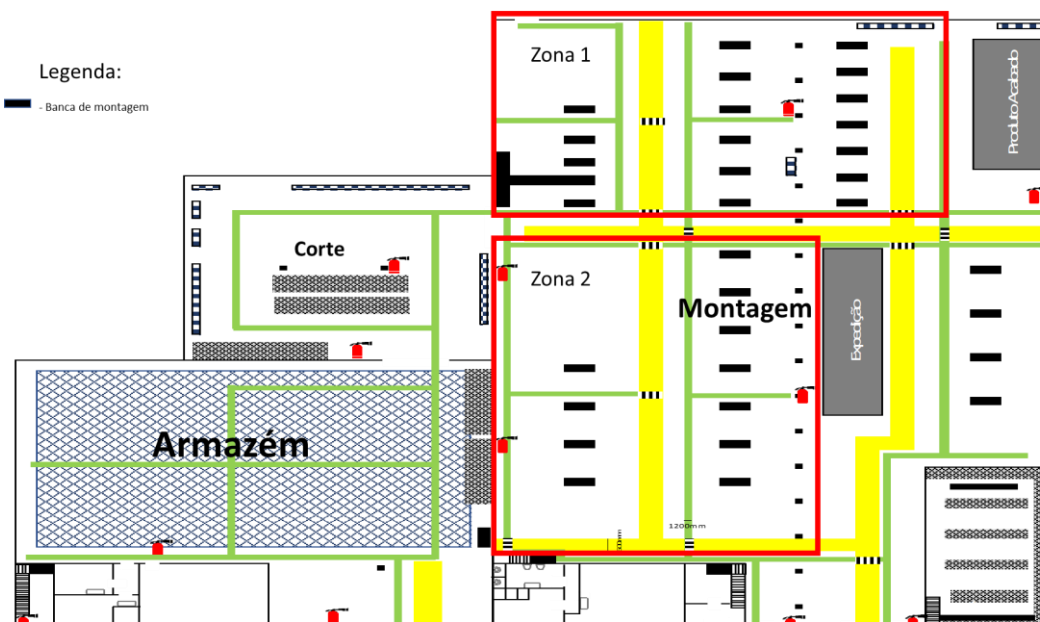 Legenda:
- Banca de montagem
Zona 1
Produto Acabado
Corte
Zona 2
Montagem
Expedição
Armazém
1200mm